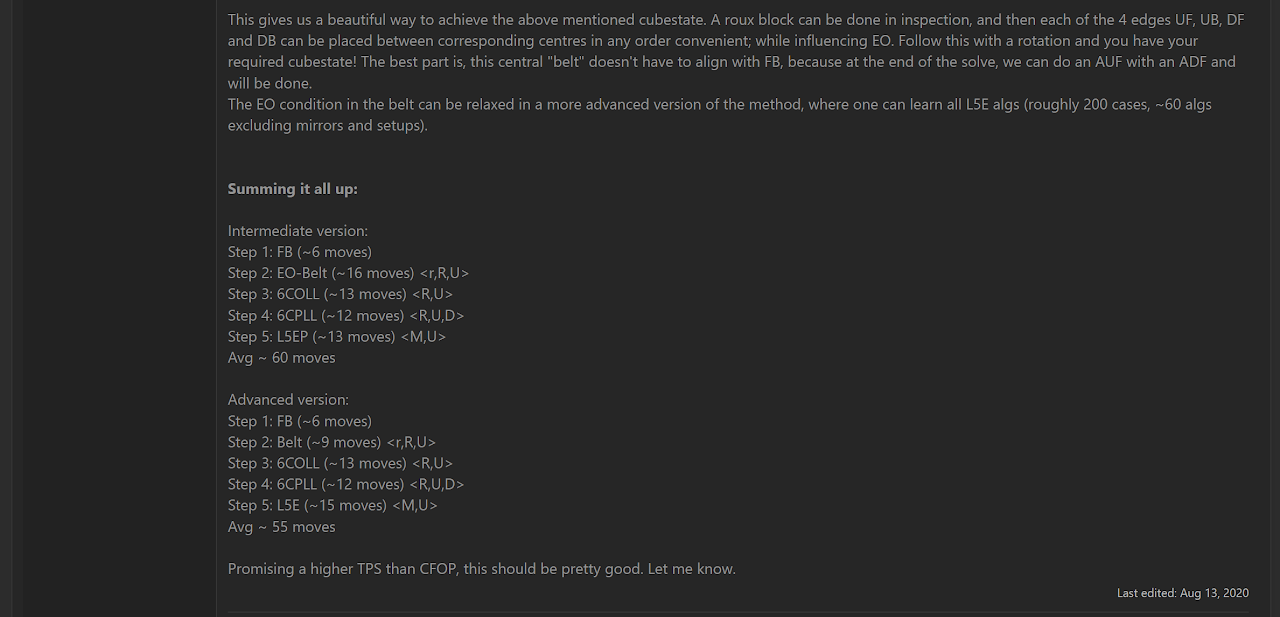 This gives us a beautiful way to achieve the above mentioned cubestate. A roux block can be done in inspection, and then each of the 4 edges UF, UB, DF
and DB can be placed between corresponding centres in any order convenient; while influencing EO. Follow this with a rotation and you have your
required cubestate! The best part is, this central "belt" doesn't have to align with FB, because at the end of the solve, we can do an AUF with an ADF and
will be done.
The EO condition in the belt can be relaxed in a more advanced version of the method, where one can learn all L5E algs (roughly 200 cases, ~60 algs
excluding mirrors and setups).
Summing it all up:
Intermediate version:
Step 1: FB (~6 moves)
Step 2: EO-Belt (~16 moves) <r,R,U>
Step 3: 6COLL (~13 moves) <R,U>
Step 4: 6CPLL (~12 moves) <R,U,D>
Step 5: L5EP (~13 moves) <M,U>
Avg ~ 60 moves
Advanced version:
Step 1: FB (~6 moves)
Step 2: Belt (~9 moves) <r,R,U>
Step 3: 6COLL (~13 moves) <R,U>
Step 4: 6CPLL (~12 moves) <R,U,D>
Step 5: L5E (~15 moves) <M,U>
Avg ~ 55 moves
Promising a higher TPS than CFOP, this should be pretty good. Let me know.
Last edited: Aug 13, 2020